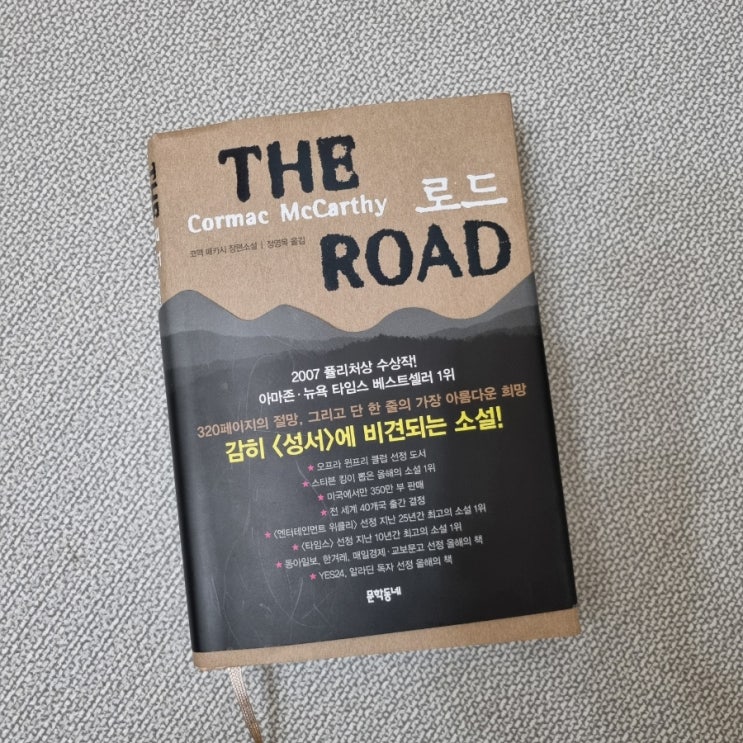 THE
Cormac McCarthy 로드
코맥 매카시 장편소설 | 정영목 옮김
ROAD
2007 퓰리처상 수상작!
아마존·뉴욕 타임스 베스트셀러 1위
320페이지의 절망, 그리고 단 한 줄의 가장 아름다운 희망
감히 〈성서〉에 비견되는 소설!
★ 오프라 윈프리 클럽 선정 도서
★ 스티븐 킹이 뽑은 올해의 소설 1위
★ 미국에서만 350만 부 판매
★ 전 세계 40개국 출간 결정
★ 〈엔터테인먼트 위클리〉 선정 지난 25년간 최고의 소설 1위
★ 〈타임스〉 선정 지난 10년간 최고의 소설 1위
★ 동아일보, 한겨레, 매일경제·교보문고 선정 올해의 책
★ YES24, 알라딘 독자 선정 올해의 책
문학동네